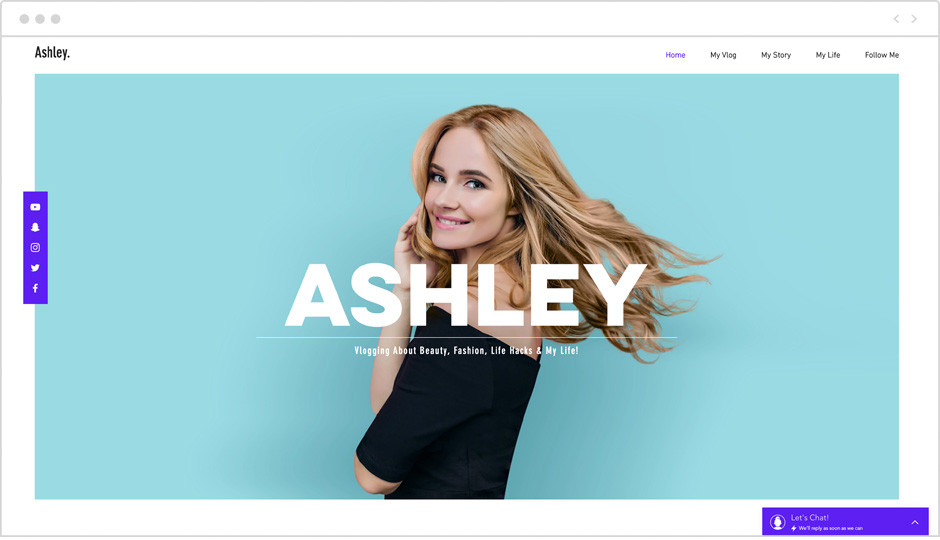 Ashley.
Home My Vlog My Story My Life Follow Me
ASHLEY
Vlogging About Beauty, Fashion, Life Hacks & My Life!
Let's Chat!
We'll reply as soon as we can